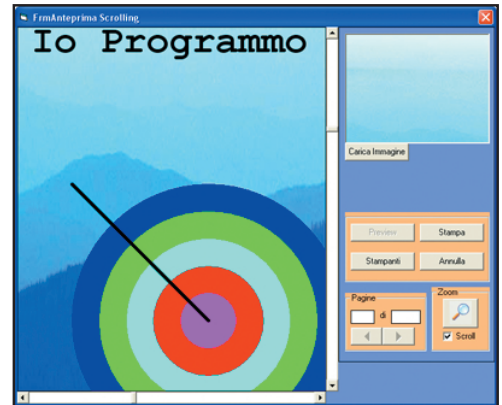 FrmAnteprima Scrolling
Io Programmo
Carica Immagine
Preview
Stampa
Stampanti
Annulla
Pagine
di
Zoom
Scroll